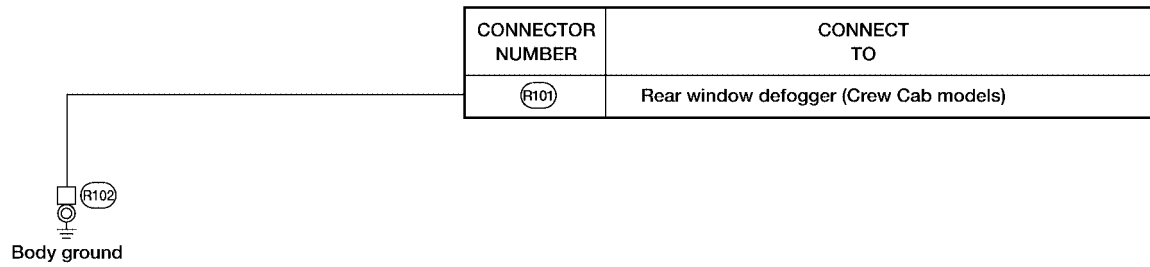 CONNECTOR NUMBER
CONNECT TO
R101
Rear window defogger (Crew Cab models)
R102
Body ground